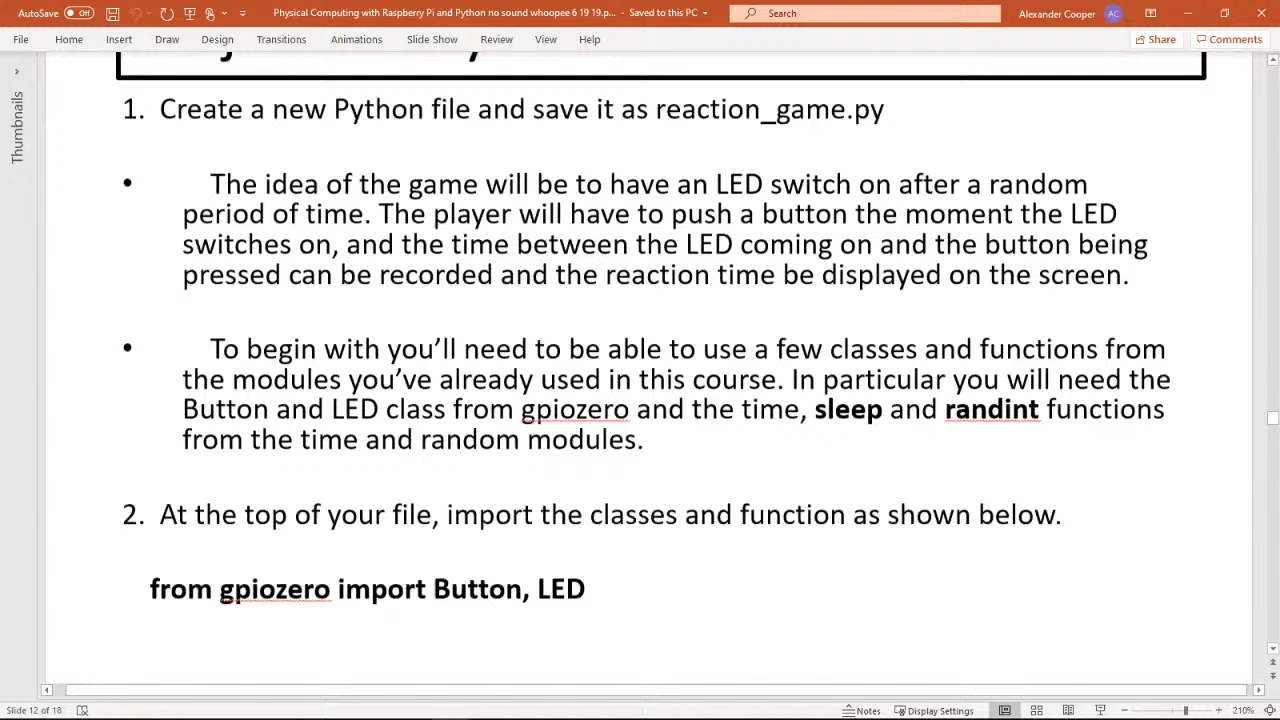 AutoSave Off Physical Computing with Raspberry Pi and Python no sound whoopee 6 19 19.p... – Saved to this PC Search Alexander Cooper AC
File Home Insert Draw Design Transitions Animations Slide Show Review View Help Share Comments
Thumbnails
1. Create a new Python file and save it as reaction_game.py
• The idea of the game will be to have an LED switch on after a random
period of time. The player will have to push a button the moment the LED
switches on, and the time between the LED coming on and the button being
pressed can be recorded and the reaction time be displayed on the screen.
• To begin with you’ll need to be able to use a few classes and functions from
the modules you’ve already used in this course. In particular you will need the
Button and LED class from gpiozero and the time, sleep and randint functions
from the time and random modules.
2. At the top of your file, import the classes and function as shown below.
from gpiozero import Button, LED
Slide 12 of 18 Notes Display Settings 210%